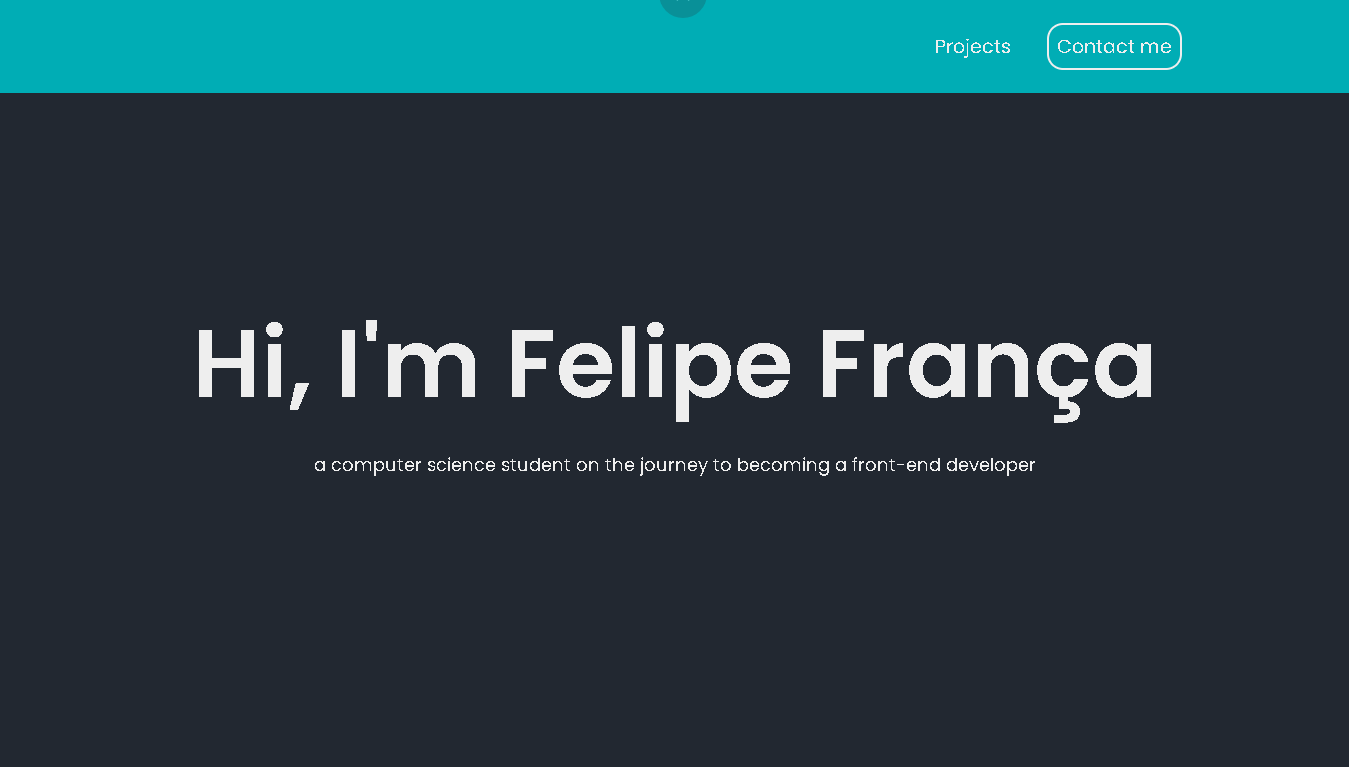 Projects
Contact me
Hi, I'm Felipe França
a computer science student on the journey to becoming a front-end developer